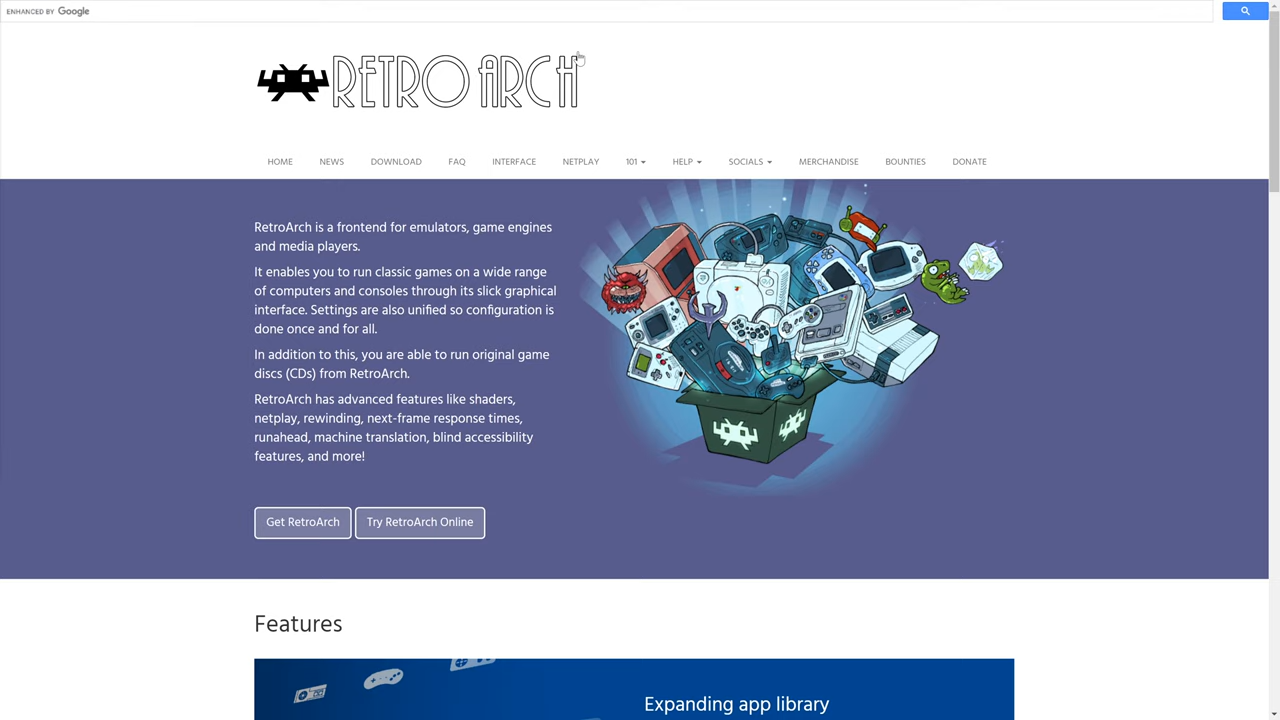 ENHANCED BY Google
RETROARCH
HOME NEWS DOWNLOAD FAQ INTERFACE NETPLAY 101 HELP SOCIALS MERCHANDISE BOUNTIES DONATE
RetroArch is a frontend for emulators, game engines
and media players.
It enables you to run classic games on a wide range
of computers and consoles through its slick graphical
interface. Settings are also unified so configuration is
done once and for all.
In addition to this, you are able to run original game
discs (CDs) from RetroArch.
RetroArch has advanced features like shaders,
netplay, rewinding, next-frame response times,
runahead, machine translation, blind accessibility
features, and more!
Get RetroArch Try RetroArch Online
Features
Expanding app library